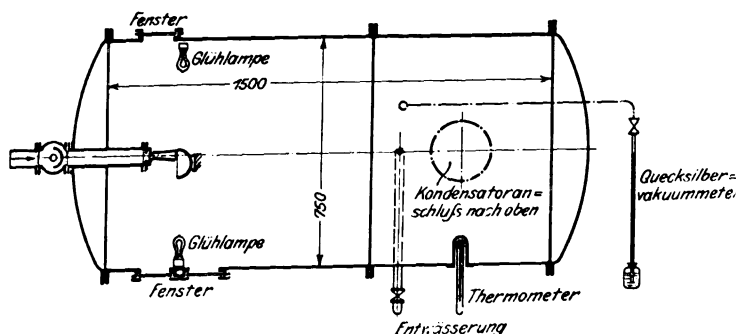 Fenster
Glühlampe
1500
750
Kondensatoran=
schluß nach oben
Quecksilber=
vakuummeter
Glühlampe
Fenster
Thermometer
Entwässerung